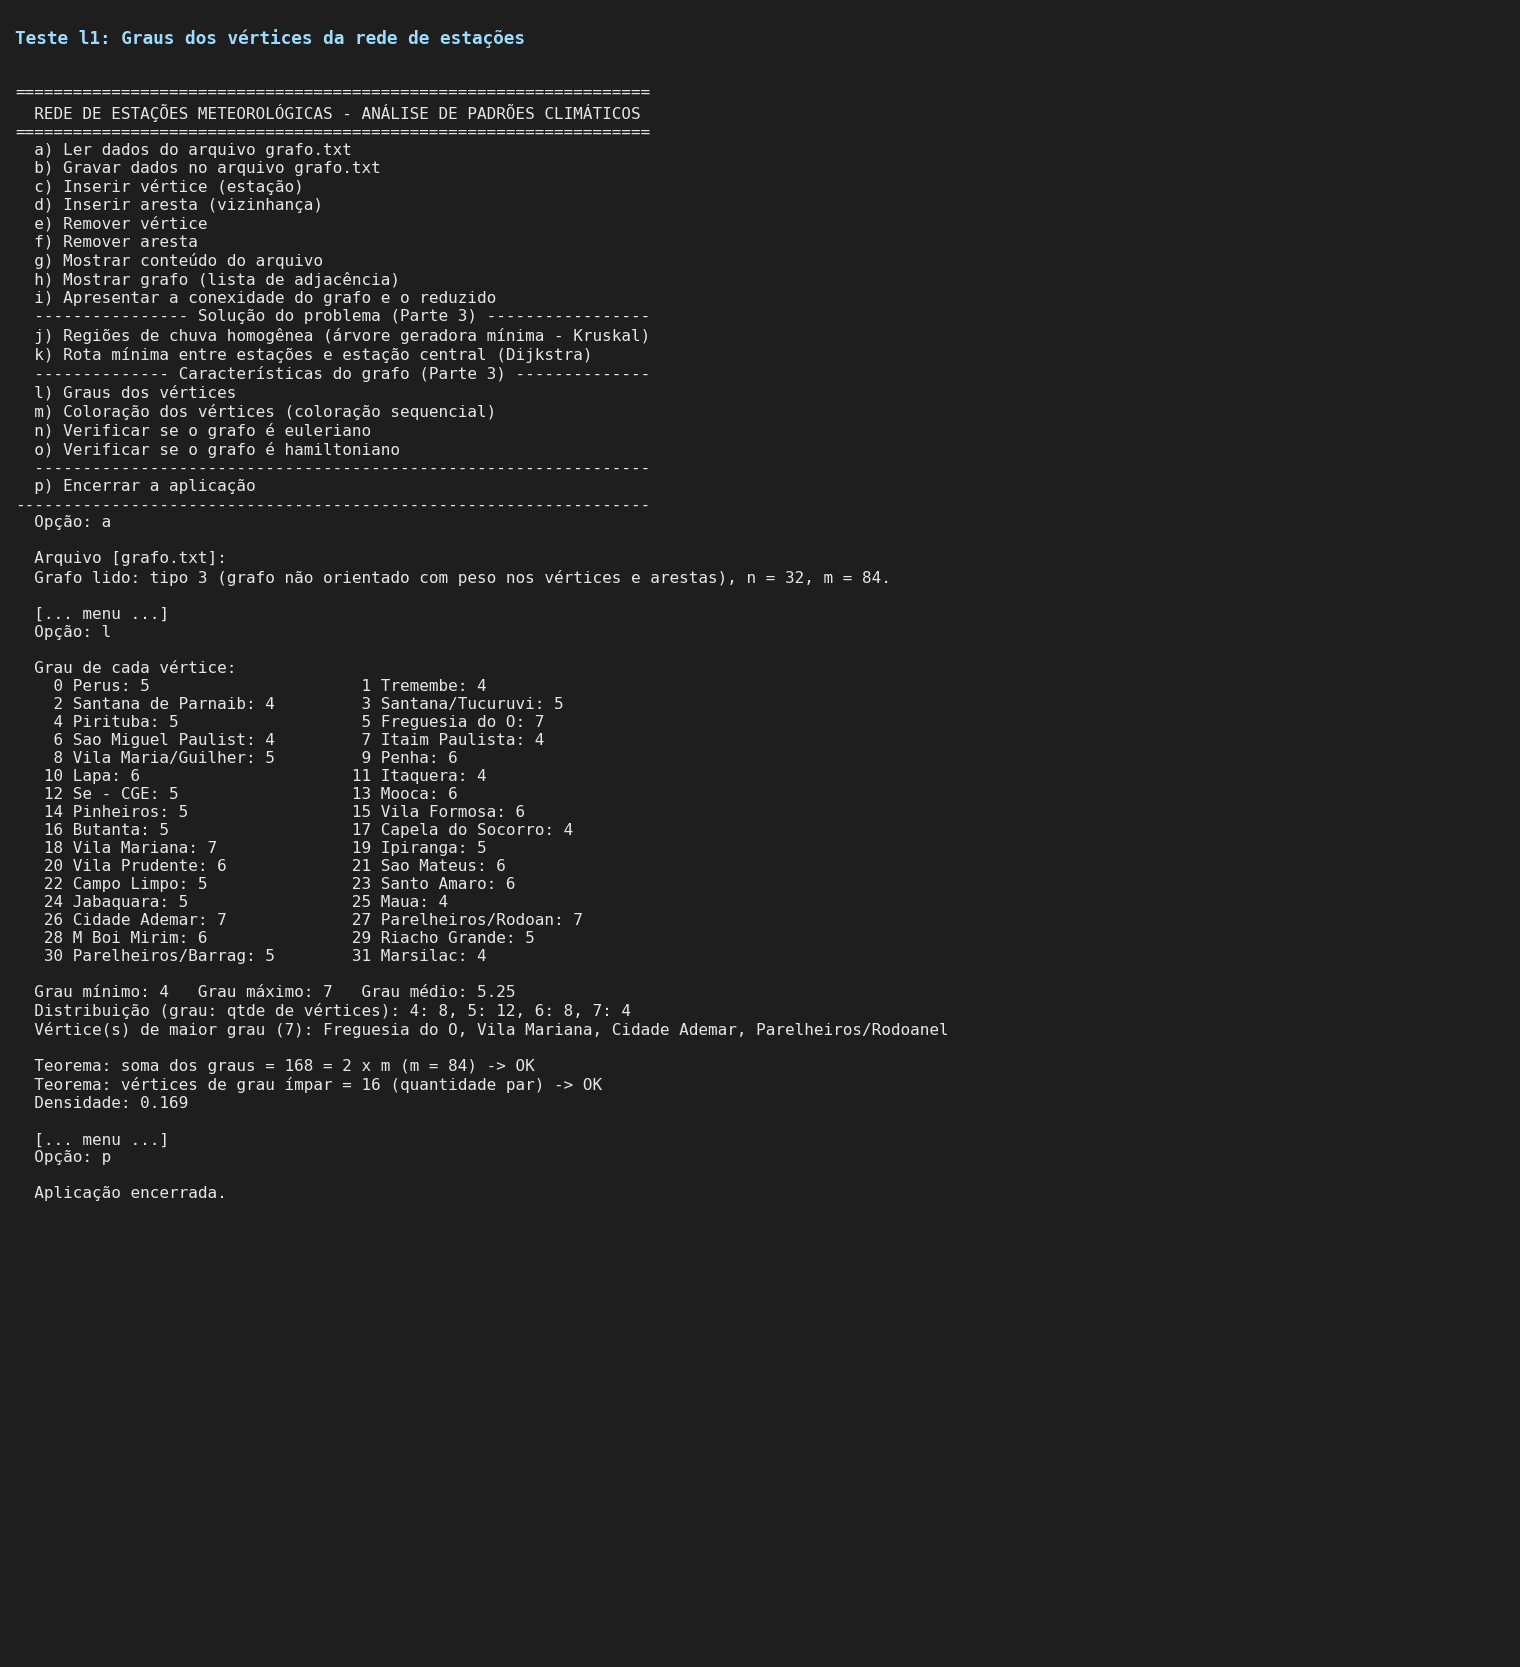 Teste l1: Graus dos vértices da rede de estações
==================================================================
  REDE DE ESTAÇÕES METEOROLÓGICAS - ANÁLISE DE PADRÕES CLIMÁTICOS
==================================================================
  a) Ler dados do arquivo grafo.txt
  b) Gravar dados no arquivo grafo.txt
  c) Inserir vértice (estação)
  d) Inserir aresta (vizinhança)
  e) Remover vértice
  f) Remover aresta
  g) Mostrar conteúdo do arquivo
  h) Mostrar grafo (lista de adjacência)
  i) Apresentar a conexidade do grafo e o reduzido
  ---------------- Solução do problema (Parte 3) -----------------
  j) Regiões de chuva homogênea (árvore geradora mínima - Kruskal)
  k) Rota mínima entre estações e estação central (Dijkstra)
  -------------- Características do grafo (Parte 3) --------------
  l) Graus dos vértices
  m) Coloração dos vértices (coloração sequencial)
  n) Verificar se o grafo é euleriano
  o) Verificar se o grafo é hamiltoniano
  ----------------------------------------------------------------
  p) Encerrar a aplicação
------------------------------------------------------------------
  Opção: a

  Arquivo [grafo.txt]:
  Grafo lido: tipo 3 (grafo não orientado com peso nos vértices e arestas), n = 32, m = 84.

  [... menu ...]
  Opção: l

  Grau de cada vértice:
    0 Perus: 5                      1 Tremembe: 4
    2 Santana de Parnaib: 4         3 Santana/Tucuruvi: 5
    4 Pirituba: 5                   5 Freguesia do O: 7
    6 Sao Miguel Paulist: 4         7 Itaim Paulista: 4
    8 Vila Maria/Guilher: 5         9 Penha: 6
   10 Lapa: 6                      11 Itaquera: 4
   12 Se - CGE: 5                  13 Mooca: 6
   14 Pinheiros: 5                 15 Vila Formosa: 6
   16 Butanta: 5                   17 Capela do Socorro: 4
   18 Vila Mariana: 7              19 Ipiranga: 5
   20 Vila Prudente: 6             21 Sao Mateus: 6
   22 Campo Limpo: 5               23 Santo Amaro: 6
   24 Jabaquara: 5                 25 Maua: 4
   26 Cidade Ademar: 7             27 Parelheiros/Rodoan: 7
   28 M Boi Mirim: 6               29 Riacho Grande: 5
   30 Parelheiros/Barrag: 5        31 Marsilac: 4

  Grau mínimo: 4   Grau máximo: 7   Grau médio: 5.25
  Distribuição (grau: qtde de vértices): 4: 8, 5: 12, 6: 8, 7: 4
  Vértice(s) de maior grau (7): Freguesia do O, Vila Mariana, Cidade Ademar, Parelheiros/Rodoanel

  Teorema: soma dos graus = 168 = 2 x m (m = 84) -> OK
  Teorema: vértices de grau ímpar = 16 (quantidade par) -> OK
  Densidade: 0.169

  [... menu ...]
  Opção: p

  Aplicação encerrada.